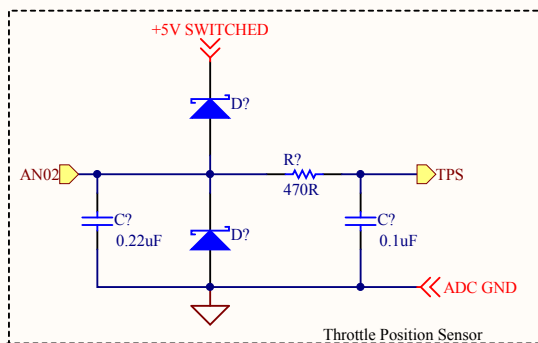 +5V SWITCHED
D?
AN02
R?
470R
TPS
C?
0.22uF
D?
C?
0.1uF
ADC GND
Throttle Position Sensor